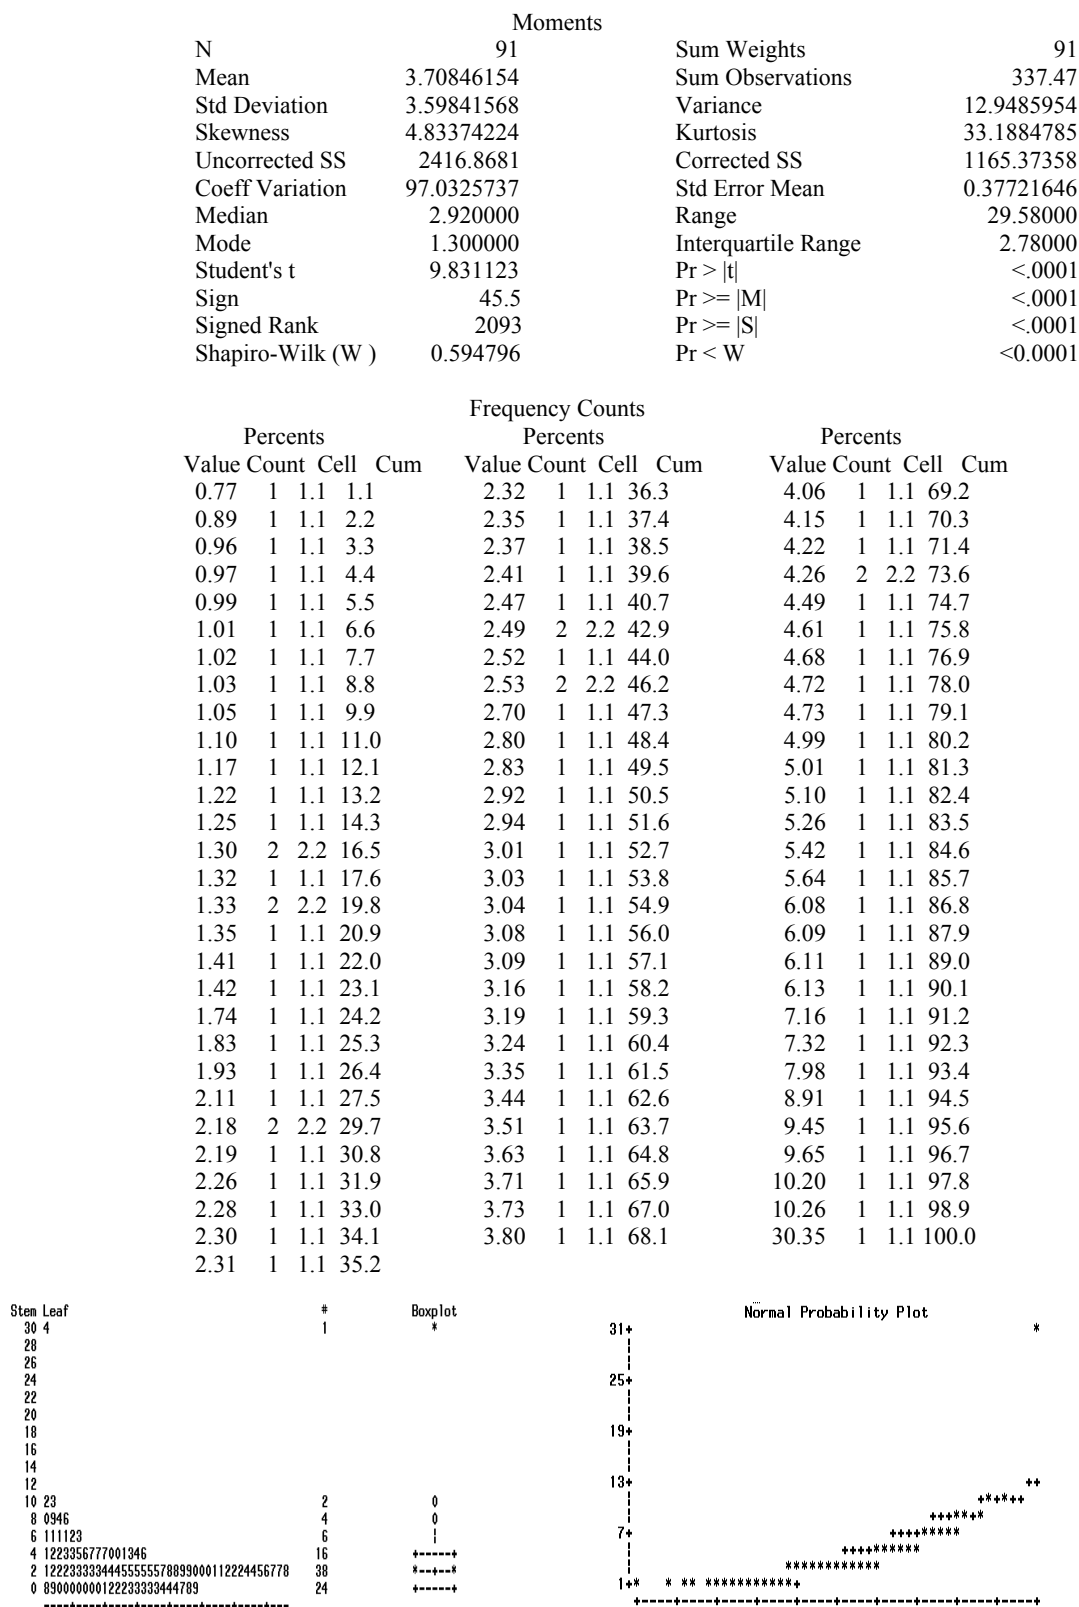 Moments
N 91 Sum Weights 91
Mean 3.70846154 Sum Observations 337.47
Std Deviation 3.59841568 Variance 12.9485954
Skewness 4.83374224 Kurtosis 33.1884785
Uncorrected SS 2416.8681 Corrected SS 1165.37358
Coeff Variation 97.0325737 Std Error Mean 0.37721646
Median 2.920000 Range 29.58000
Mode 1.300000 Interquartile Range 2.78000
Student's t 9.831123 Pr > |t| <.0001
Sign 45.5 Pr >= |M| <.0001
Signed Rank 2093 Pr >= |S| <.0001
Shapiro-Wilk (W ) 0.594796 Pr < W <0.0001
Frequency Counts
Percents Percents Percents
Value Count Cell Cum Value Count Cell Cum Value Count Cell Cum
0.77 1 1.1 1.1 2.32 1 1.1 36.3 4.06 1 1.1 69.2
0.89 1 1.1 2.2 2.35 1 1.1 37.4 4.15 1 1.1 70.3
0.96 1 1.1 3.3 2.37 1 1.1 38.5 4.22 1 1.1 71.4
0.97 1 1.1 4.4 2.41 1 1.1 39.6 4.26 2 2.2 73.6
0.99 1 1.1 5.5 2.47 1 1.1 40.7 4.49 1 1.1 74.7
1.01 1 1.1 6.6 2.49 2 2.2 42.9 4.61 1 1.1 75.8
1.02 1 1.1 7.7 2.52 1 1.1 44.0 4.68 1 1.1 76.9
1.03 1 1.1 8.8 2.53 2 2.2 46.2 4.72 1 1.1 78.0
1.05 1 1.1 9.9 2.70 1 1.1 47.3 4.73 1 1.1 79.1
1.10 1 1.1 11.0 2.80 1 1.1 48.4 4.99 1 1.1 80.2
1.17 1 1.1 12.1 2.83 1 1.1 49.5 5.01 1 1.1 81.3
1.22 1 1.1 13.2 2.92 1 1.1 50.5 5.10 1 1.1 82.4
1.25 1 1.1 14.3 2.94 1 1.1 51.6 5.26 1 1.1 83.5
1.30 2 2.2 16.5 3.01 1 1.1 52.7 5.42 1 1.1 84.6
1.32 1 1.1 17.6 3.03 1 1.1 53.8 5.64 1 1.1 85.7
1.33 2 2.2 19.8 3.04 1 1.1 54.9 6.08 1 1.1 86.8
1.35 1 1.1 20.9 3.08 1 1.1 56.0 6.09 1 1.1 87.9
1.41 1 1.1 22.0 3.09 1 1.1 57.1 6.11 1 1.1 89.0
1.42 1 1.1 23.1 3.16 1 1.1 58.2 6.13 1 1.1 90.1
1.74 1 1.1 24.2 3.19 1 1.1 59.3 7.16 1 1.1 91.2
1.83 1 1.1 25.3 3.24 1 1.1 60.4 7.32 1 1.1 92.3
1.93 1 1.1 26.4 3.35 1 1.1 61.5 7.98 1 1.1 93.4
2.11 1 1.1 27.5 3.44 1 1.1 62.6 8.91 1 1.1 94.5
2.18 2 2.2 29.7 3.51 1 1.1 63.7 9.45 1 1.1 95.6
2.19 1 1.1 30.8 3.63 1 1.1 64.8 9.65 1 1.1 96.7
2.26 1 1.1 31.9 3.71 1 1.1 65.9 10.20 1 1.1 97.8
2.28 1 1.1 33.0 3.73 1 1.1 67.0 10.26 1 1.1 98.9
2.30 1 1.1 34.1 3.80 1 1.1 68.1 30.35 1 1.1 100.0
2.31 1 1.1 35.2
Stem Leaf # Boxplot
30 4 1 *
28
26
24
22
20
18
16
14
12
10 23 2 0
8 0946 4 0
6 111123 6 |
4 1223356777001346 16 +-----+
2 12223333344455555578899000112224456778 38 *--+--*
0 890000000122233333444789 24 +-----+
----+----+----+----+----+----+----+---
Normal Probability Plot
31+ *
25+
19+
13+ ++
+*+*++
+++**+*
7+ ++++*****
++++******
*************
1+* * ** ***********+
+----+----+----+----+----+----+----+----+----+----+